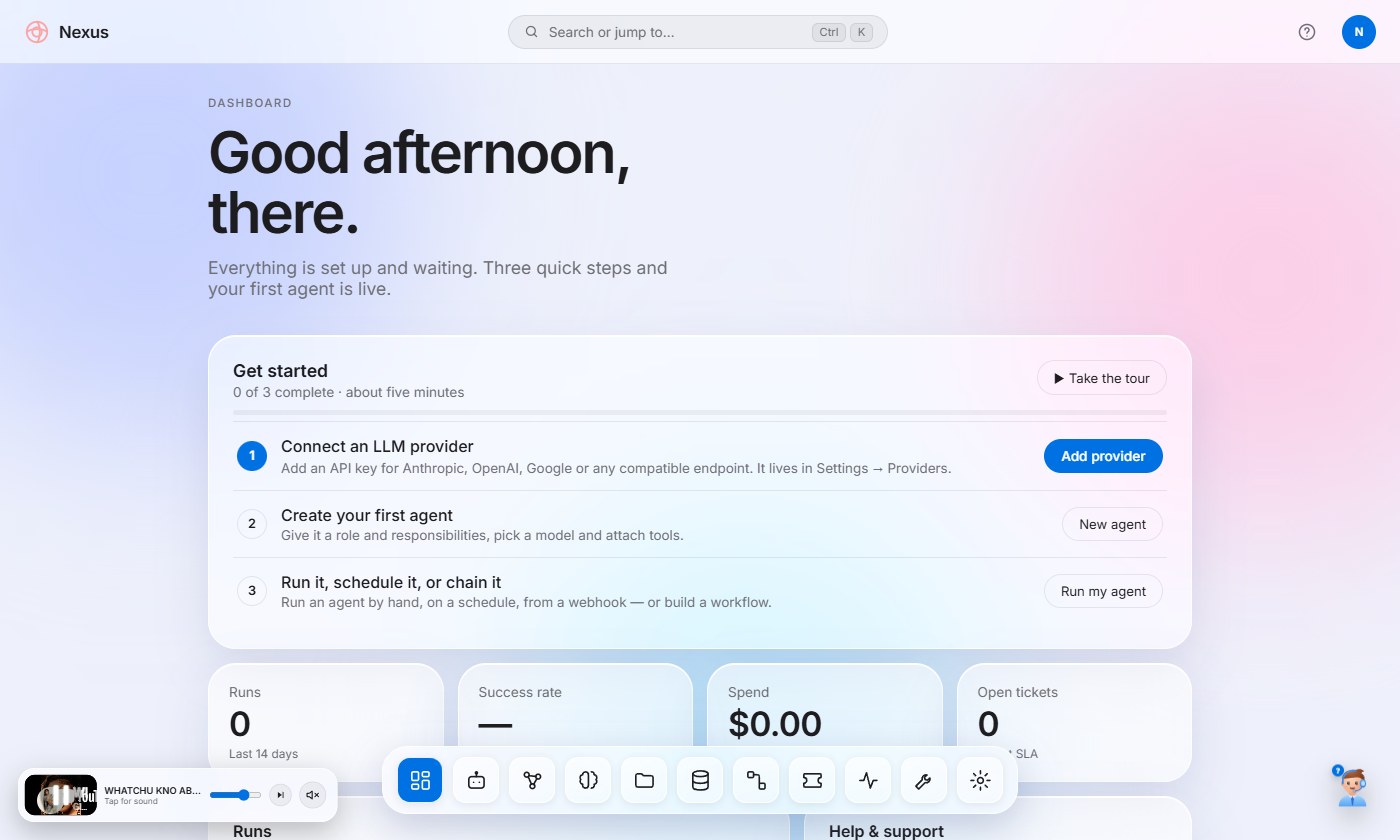 Nexus
Search or jump to...
Ctrl K
N
DASHBOARD
Good afternoon,
there.
Everything is set up and waiting. Three quick steps and
your first agent is live.
Get started
0 of 3 complete · about five minutes
Take the tour
1
Connect an LLM provider
Add an API key for Anthropic, OpenAI, Google or any compatible endpoint. It lives in Settings → Providers.
Add provider
2
Create your first agent
Give it a role and responsibilities, pick a model and attach tools.
New agent
3
Run it, schedule it, or chain it
Run an agent by hand, on a schedule, from a webhook — or build a workflow.
Run my agent
Runs
0
Last 14 days
Success rate
—
Spend
$0.00
Open tickets
0
SLA
WHATCHU KNO AB...
Tap for sound
Runs
Help & support